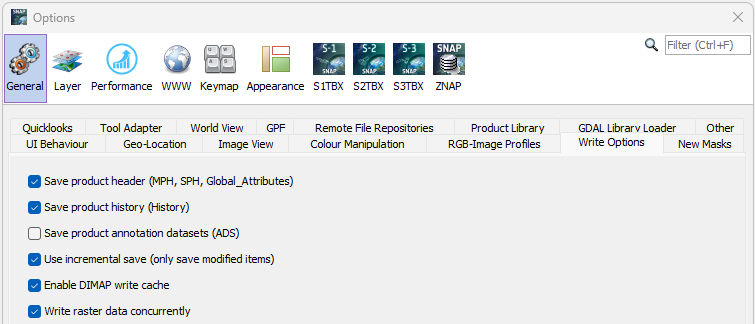 Options
Filter (Ctrl+F)
General Layer Performance WWW Keymap Appearance S1TBX S2TBX S3TBX ZNAP
Quicklooks Tool Adapter World View GPF Remote File Repositories Product Library GDAL Library Loader Other
UI Behaviour Geo-Location Image View Colour Manipulation RGB-Image Profiles Write Options New Masks
Save product header (MPH, SPH, Global_Attributes)
Save product history (History)
Save product annotation datasets (ADS)
Use incremental save (only save modified items)
Enable DIMAP write cache
Write raster data concurrently